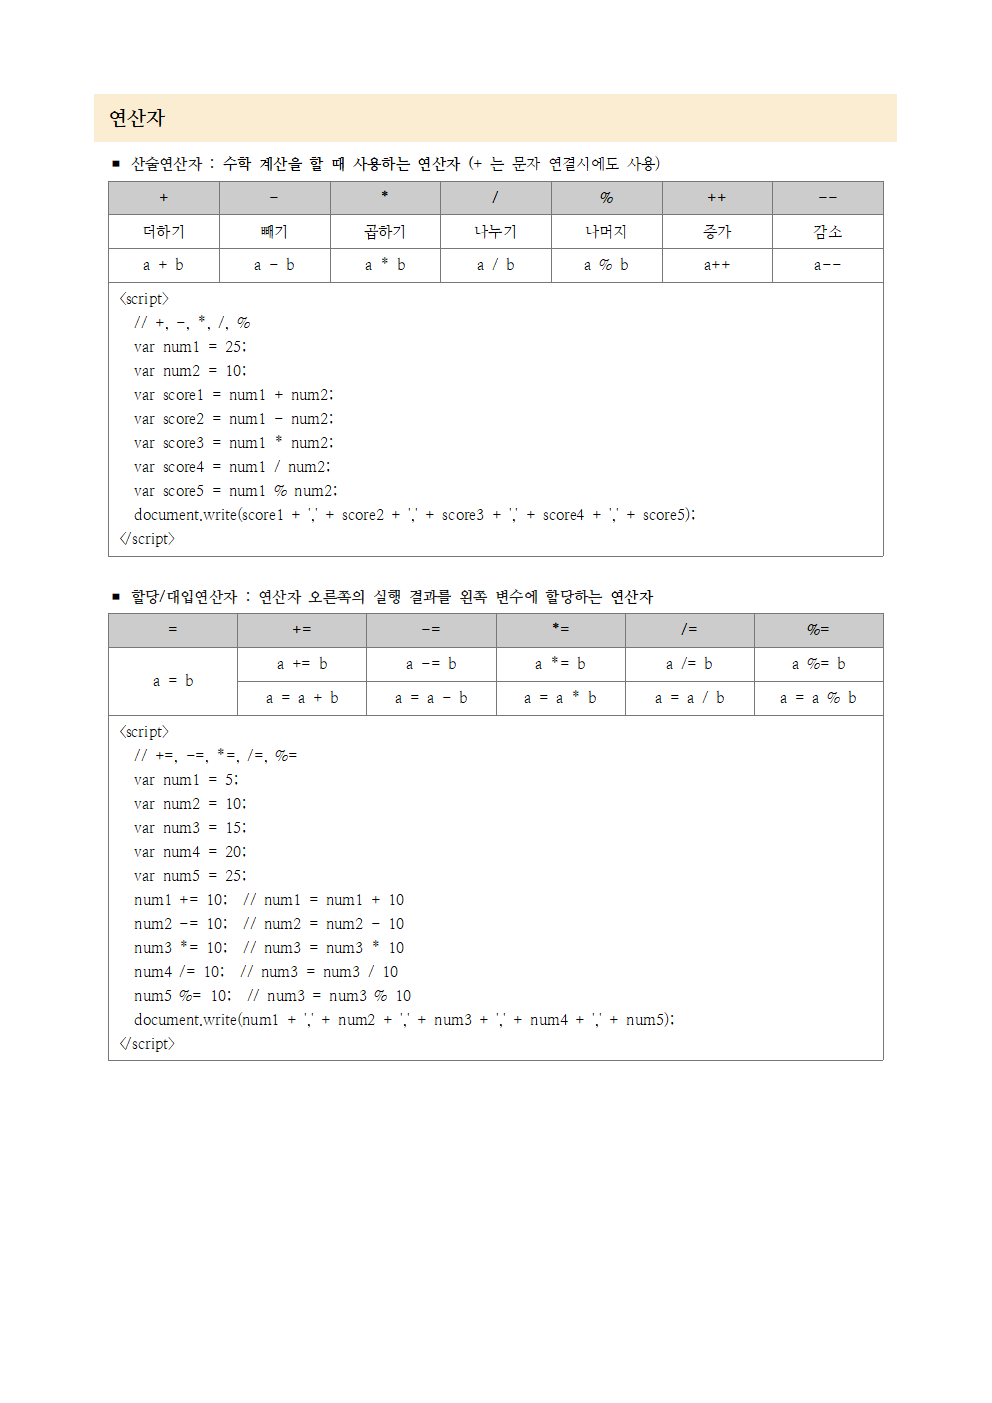 연산자
■ 산술연산자 : 수학 계산을 할 때 사용하는 연산자 (+ 는 문자 연결시에도 사용)
+ - * / % ++ --
더하기 빼기 곱하기 나누기 나머지 증가 감소
a + b a - b a * b a / b a % b a++ a--
<script>
// +, -, *, /, %
var num1 = 25;
var num2 = 10;
var score1 = num1 + num2;
var score2 = num1 - num2;
var score3 = num1 * num2;
var score4 = num1 / num2;
var score5 = num1 % num2;
document.write(score1 + ',' + score2 + ',' + score3 + ',' + score4 + ',' + score5);
</script>
■ 할당/대입연산자 : 연산자 오른쪽의 실행 결과를 왼쪽 변수에 할당하는 연산자
= += -= *= /= %=
a = b
a += b a -= b a *= b a /= b a %= b
a = a + b a = a - b a = a * b a = a / b a = a % b
<script>
// +=, -=, *=, /=, %=
var num1 = 5;
var num2 = 10;
var num3 = 15;
var num4 = 20;
var num5 = 25;
num1 += 10; // num1 = num1 + 10
num2 -= 10; // num2 = num2 - 10
num3 *= 10; // num3 = num3 * 10
num4 /= 10; // num3 = num3 / 10
num5 %= 10; // num3 = num3 % 10
document.write(num1 + ',' + num2 + ',' + num3 + ',' + num4 + ',' + num5);
</script>